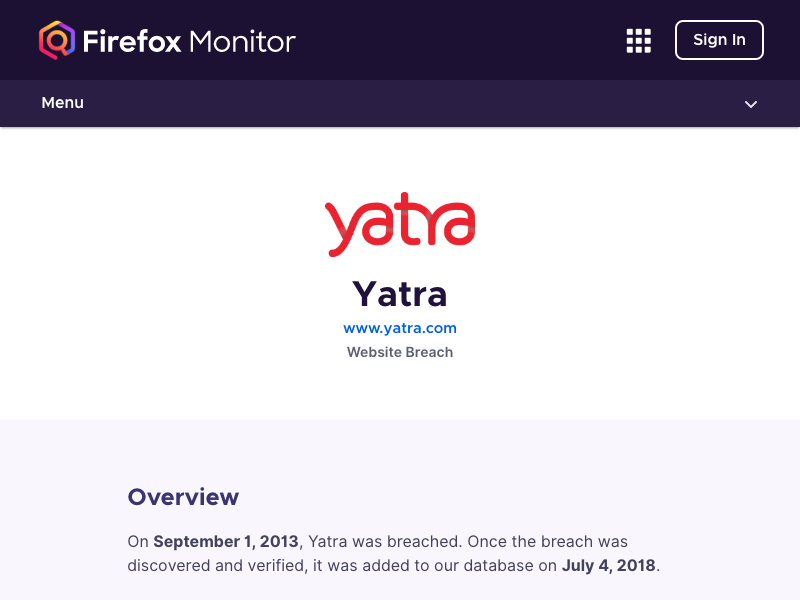 Firefox Monitor
Sign In
Menu
yatra
Yatra
www.yatra.com
Website Breach
Overview
On September 1, 2013, Yatra was breached. Once the breach was
discovered and verified, it was added to our database on July 4, 2018.